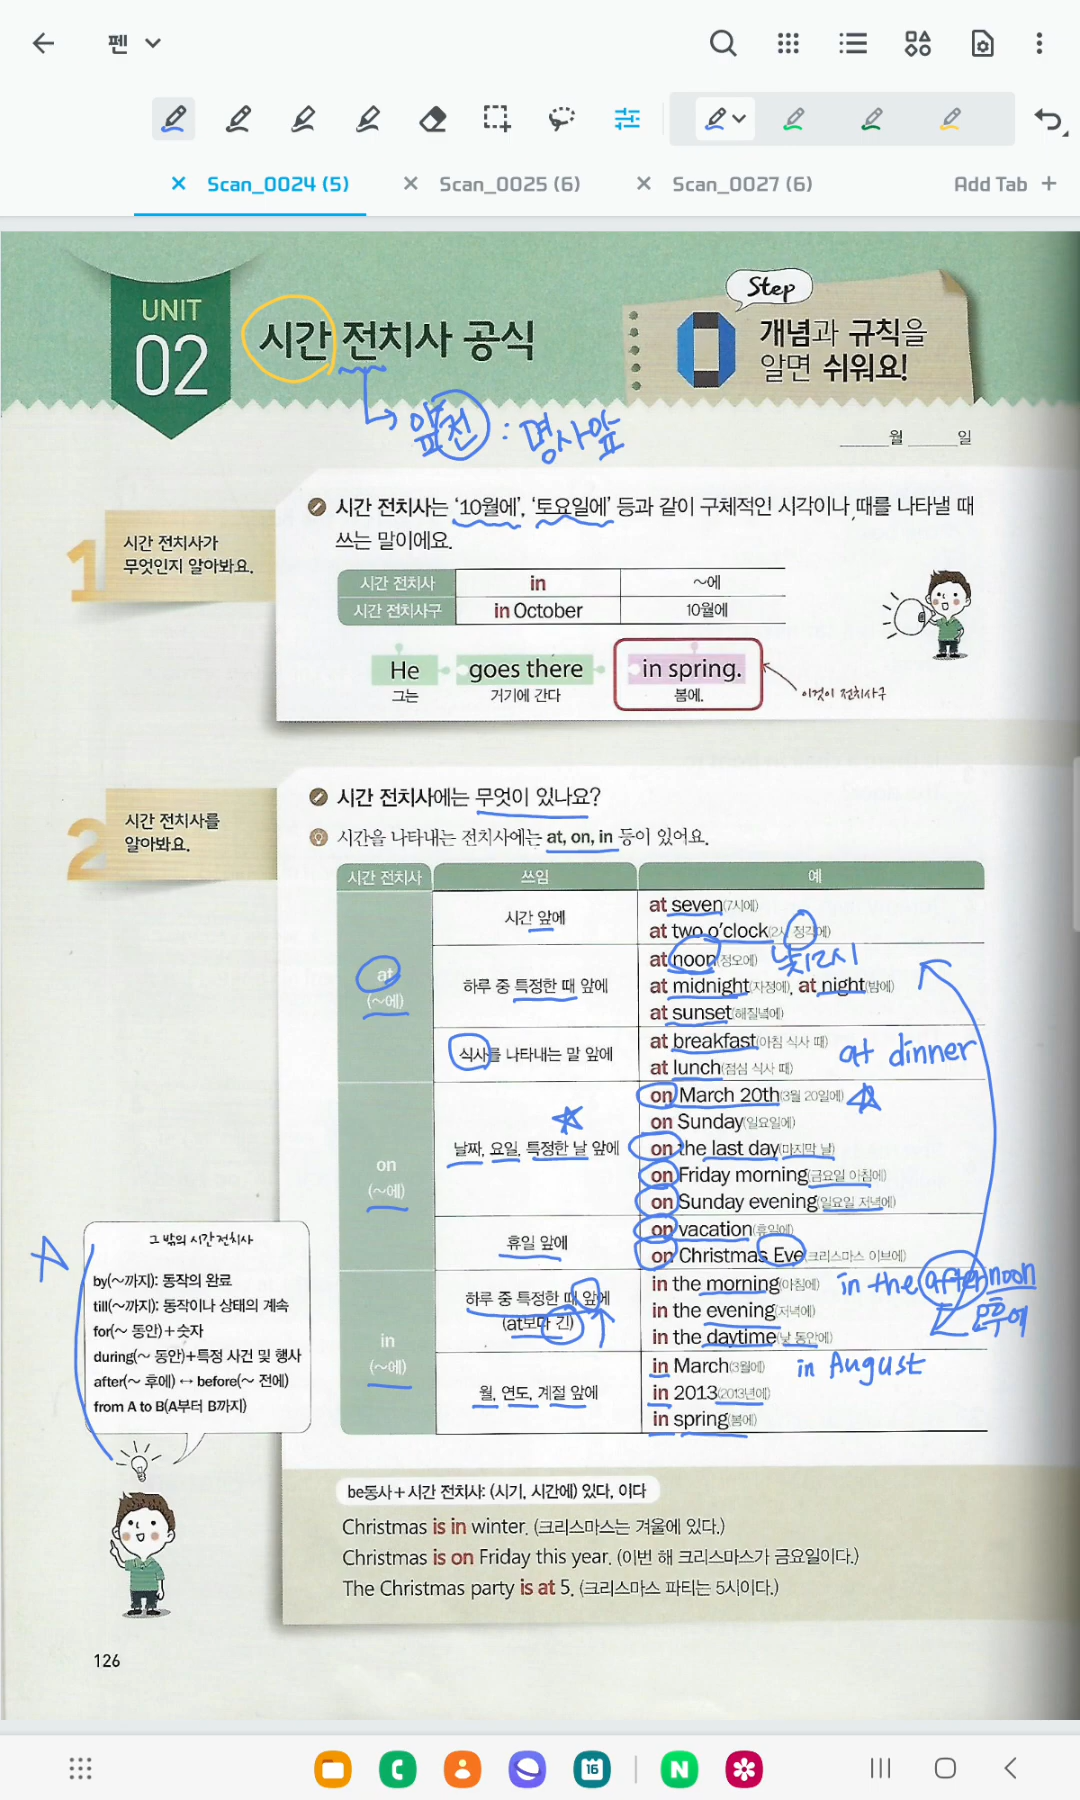 펜
Scan_0024 (5)
Scan_0025 (6)
Scan_0027 (6)
Add Tab +
UNIT
02
시간 전치사 공식
Step
0
개념과 규칙을
알면 쉬워요!
앞전 : 명사앞
월 일
1
시간 전치사가
무엇인지 알아봐요.
시간 전치사는 '10월에', '토요일에' 등과 같이 구체적인 시각이나 때를 나타낼 때
쓰는 말이에요.
시간 전치사 in ~에
시간 전치사구 in October 10월에
He goes there in spring.
그는 거기에 간다 봄에.
이것이 전치사구
2
시간 전치사를
알아봐요.
시간 전치사에는 무엇이 있나요?
시간을 나타내는 전치사에는 at, on, in 등이 있어요.
시간 전치사 쓰임 예
at
(~에)
시간 앞에
at seven(7시에)
at two o'clock(2시 정각에)
하루 중 특정한 때 앞에
at noon(정오에) 낮12시
at midnight(자정에), at night(밤에)
at sunset(해질녘에)
식사를 나타내는 말 앞에
at breakfast(아침 식사 때)
at lunch(점심 식사 때)
at dinner
on
(~에)
날짜, 요일, 특정한 날 앞에
on March 20th(3월 20일에)
on Sunday(일요일에)
on the last day(마지막 날)
on Friday morning(금요일 아침에)
on Sunday evening(일요일 저녁에)
휴일 앞에
on vacation(휴일에)
on Christmas Eve(크리스마스 이브에)
in
(~에)
하루 중 특정한 때 앞에
(at보다 긴)
in the morning(아침에)
in the evening(저녁에)
in the daytime(낮 동안에)
in the afternoon
오후에
월, 연도, 계절 앞에
in March(3월에)
in 2013(2013년에)
in spring(봄에)
in August
그 밖의 시간 전치사
by(~까지): 동작의 완료
till(~까지): 동작이나 상태의 계속
for(~ 동안)+숫자
during(~ 동안)+특정 사건 및 행사
after(~ 후에) ↔ before(~ 전에)
from A to B(A부터 B까지)
be동사+시간 전치사: (시기, 시간에) 있다, 이다
Christmas is in winter. (크리스마스는 겨울에 있다.)
Christmas is on Friday this year. (이번 해 크리스마스가 금요일이다.)
The Christmas party is at 5. (크리스마스 파티는 5시이다.)
126
16
N